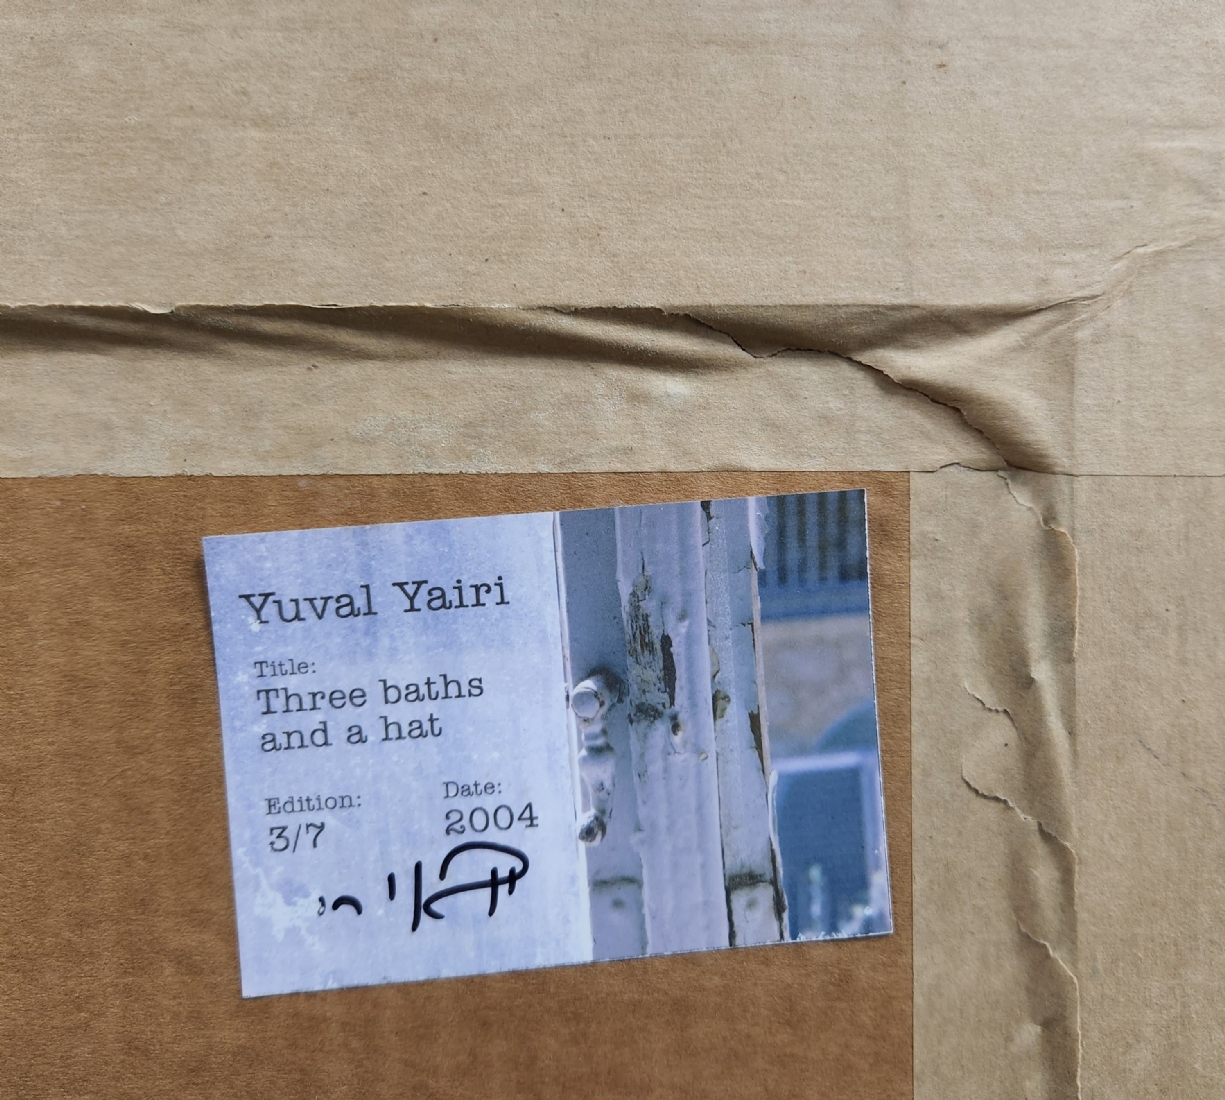 Yuval Yairi
Title:
Three baths
and a hat
Edition:
Date:
3/7
2004